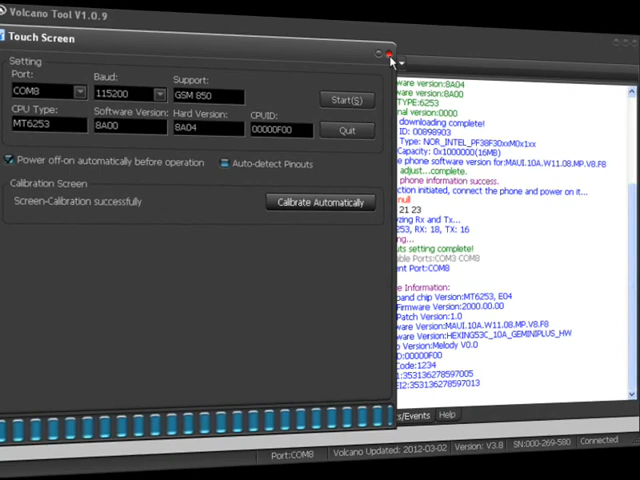 Volcano Tool V1.0.9
Touch Screen
Setting
Port: Baud: Support:
COM8 115200 GSM 850
Start(S)
CPU Type: Software Version: Hard Version: CPUID:
MT6253 8A00 8A04 00000F00
Quit
Power off-on automatically before operation Auto-detect Pinouts
Calibration Screen
Screen-Calibration successfully Calibrate Automatically
ware version:8A04
ware version:8A00
TYPE:6253
nal version:0000
downloading complete!
ID: 00898903
Type: NOR_INTEL_PF38F30xxM0x1xx
Capacity: 0x1000000(16MB)
e phone software version for:MAUI.10A.W11.08.MP.V8.F8
adjust...complete.
phone information success.
ction initiated, connect the phone and power on it...
null
21 23
zing Rx and Tx...
253, RX: 18, TX: 16
ng...
uts setting complete!
able Ports:COM3 COM8
ent Port:COM8
e Information:
band chip Version:MT6253, E04
Firmware Version:2000.00.00
Patch Version:1.0
ware Version:MAUI.10A.W11.08.MP.V8.F8
ware Version:HEXING53C_10A_GEMINIPLUS_HW
o Version:Melody V0.0
D:00000F00
Code:1234
1:353136278597005
EI2:353136278597013
s/Events Help
Port:COM8 Volcano Updated: 2012-03-02 Version: V3.8 SN:000-269-580 Connected